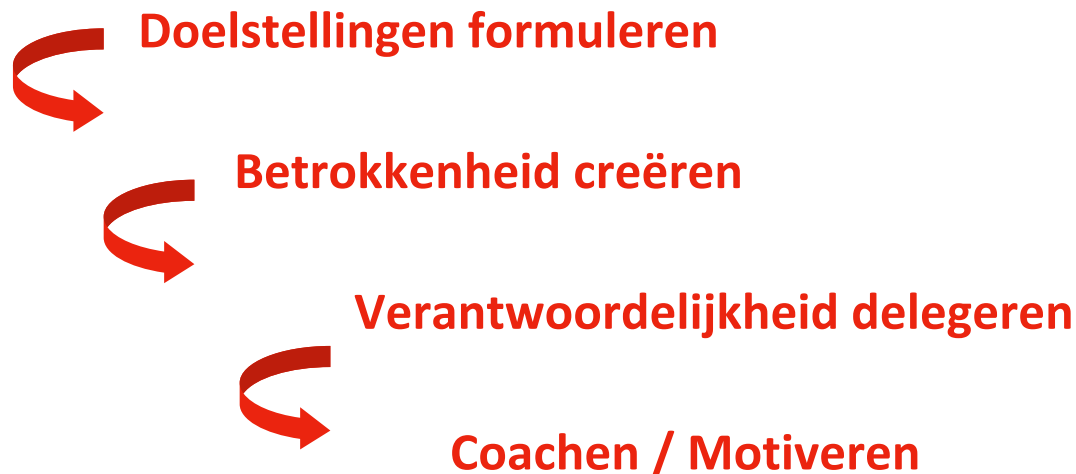 Doelstellingen formuleren
Betrokkenheid creëren
Verantwoordelijkheid delegeren
Coachen / Motiveren